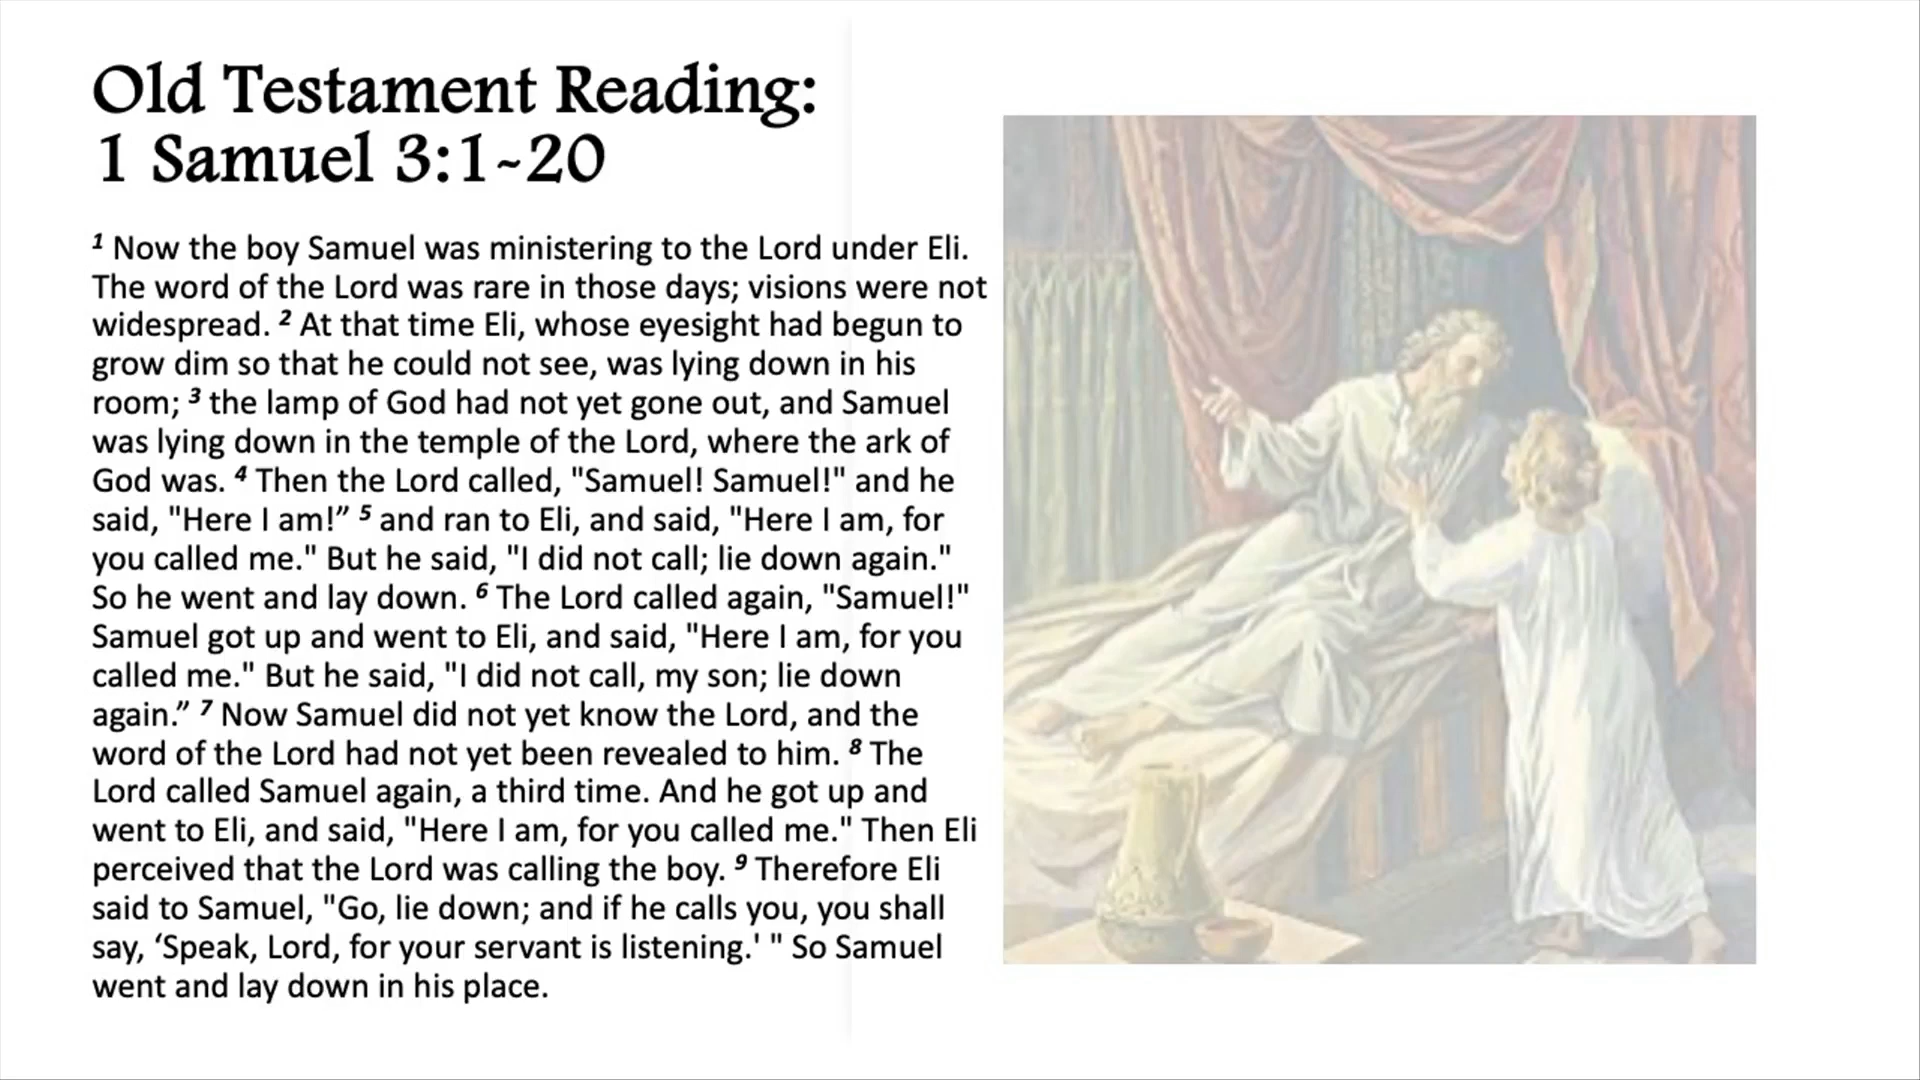 Old Testament Reading:
1 Samuel 3:1~20
1 Now the boy Samuel was ministering to the Lord under Eli.
The word of the Lord was rare in those days; visions were not
widespread. 2 At that time Eli, whose eyesight had begun to
grow dim so that he could not see, was lying down in his
room; 3 the lamp of God had not yet gone out, and Samuel
was lying down in the temple of the Lord, where the ark of
God was. 4 Then the Lord called, "Samuel! Samuel!" and he
said, "Here I am!” 5 and ran to Eli, and said, "Here I am, for
you called me." But he said, "I did not call; lie down again."
So he went and lay down. 6 The Lord called again, "Samuel!"
Samuel got up and went to Eli, and said, "Here I am, for you
called me." But he said, "I did not call, my son; lie down
again.” 7 Now Samuel did not yet know the Lord, and the
word of the Lord had not yet been revealed to him. 8 The
Lord called Samuel again, a third time. And he got up and
went to Eli, and said, "Here I am, for you called me." Then Eli
perceived that the Lord was calling the boy. 9 Therefore Eli
said to Samuel, "Go, lie down; and if he calls you, you shall
say, ‘Speak, Lord, for your servant is listening.' " So Samuel
went and lay down in his place.